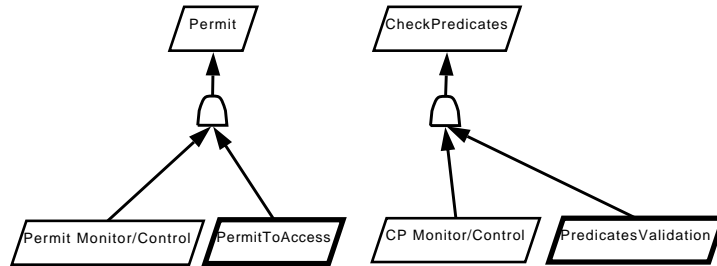 Permit
CheckPredicates
Permit Monitor/Control
PermitToAccess
CP Monitor/Control
PredicatesValidation